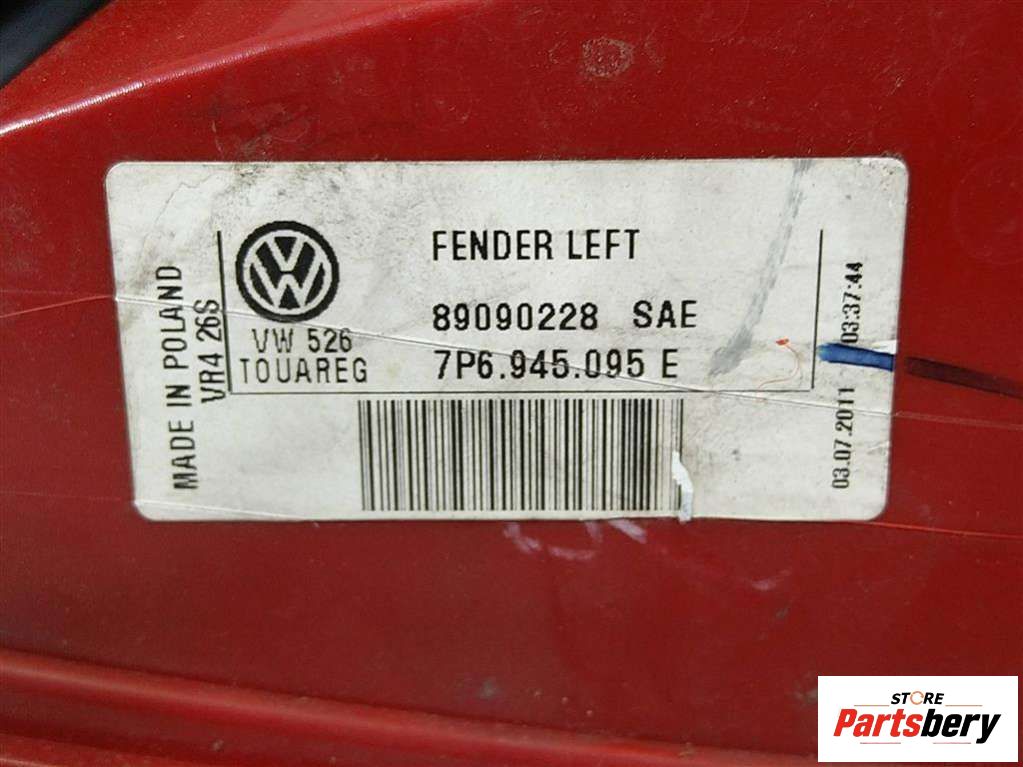 MADE IN POLAND
VR4 26S
VW 526
TOUAREG
FENDER LEFT
89090228 SAE
7P6.945.095 E
03.07.2011 03:37:44
STORE
Partsbery